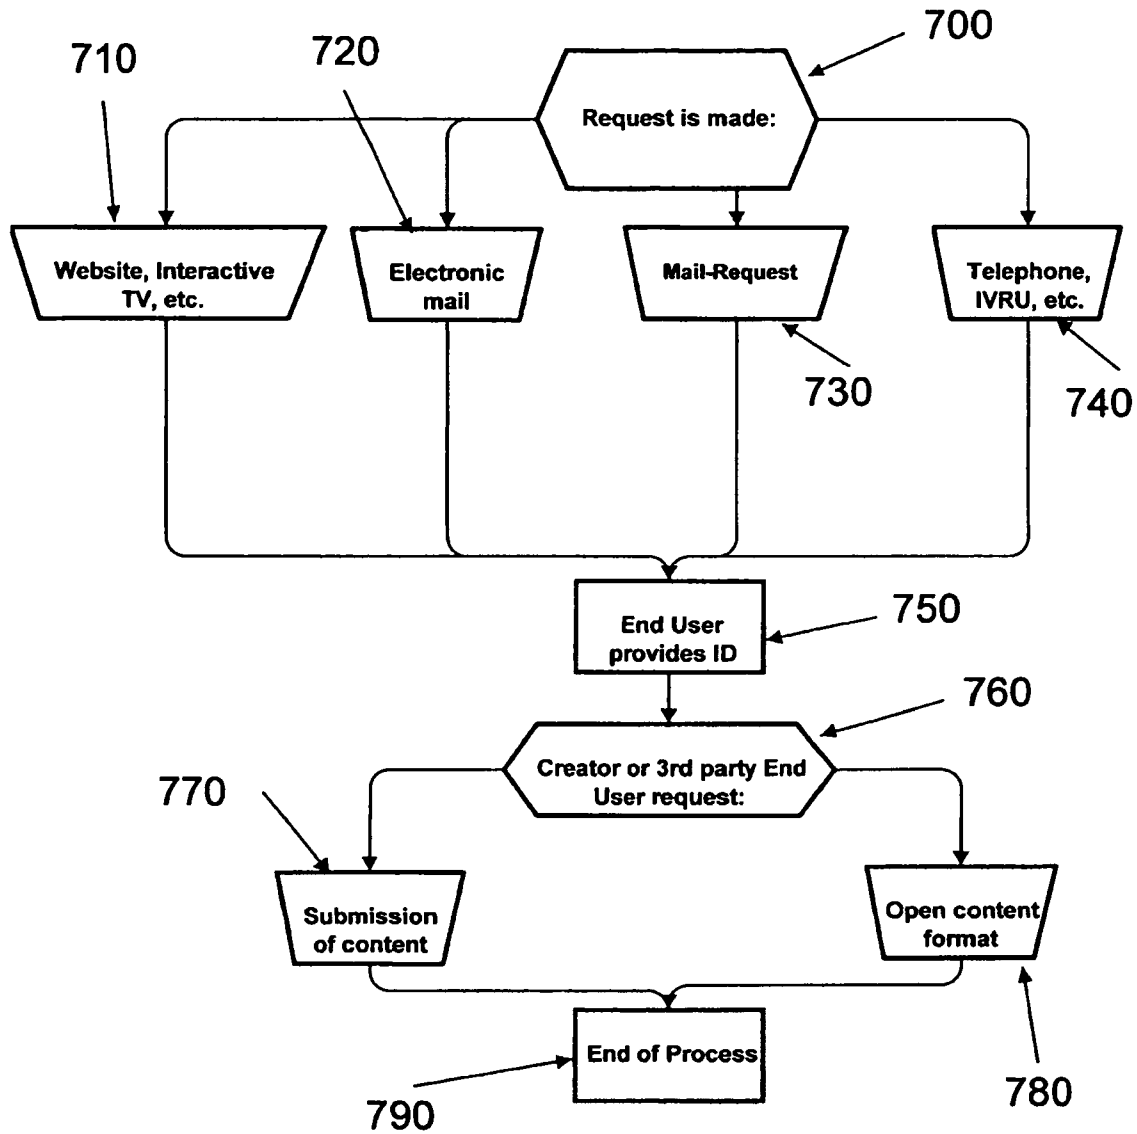 700
710
720
Request is made:
Website, Interactive
TV, etc.
Electronic
mail
Mail-Request
Telephone,
IVRU, etc.
730
740
End User
provides ID
750
760
Creator or 3rd party End
User request:
770
Submission
of content
Open content
format
End of Process
780
790